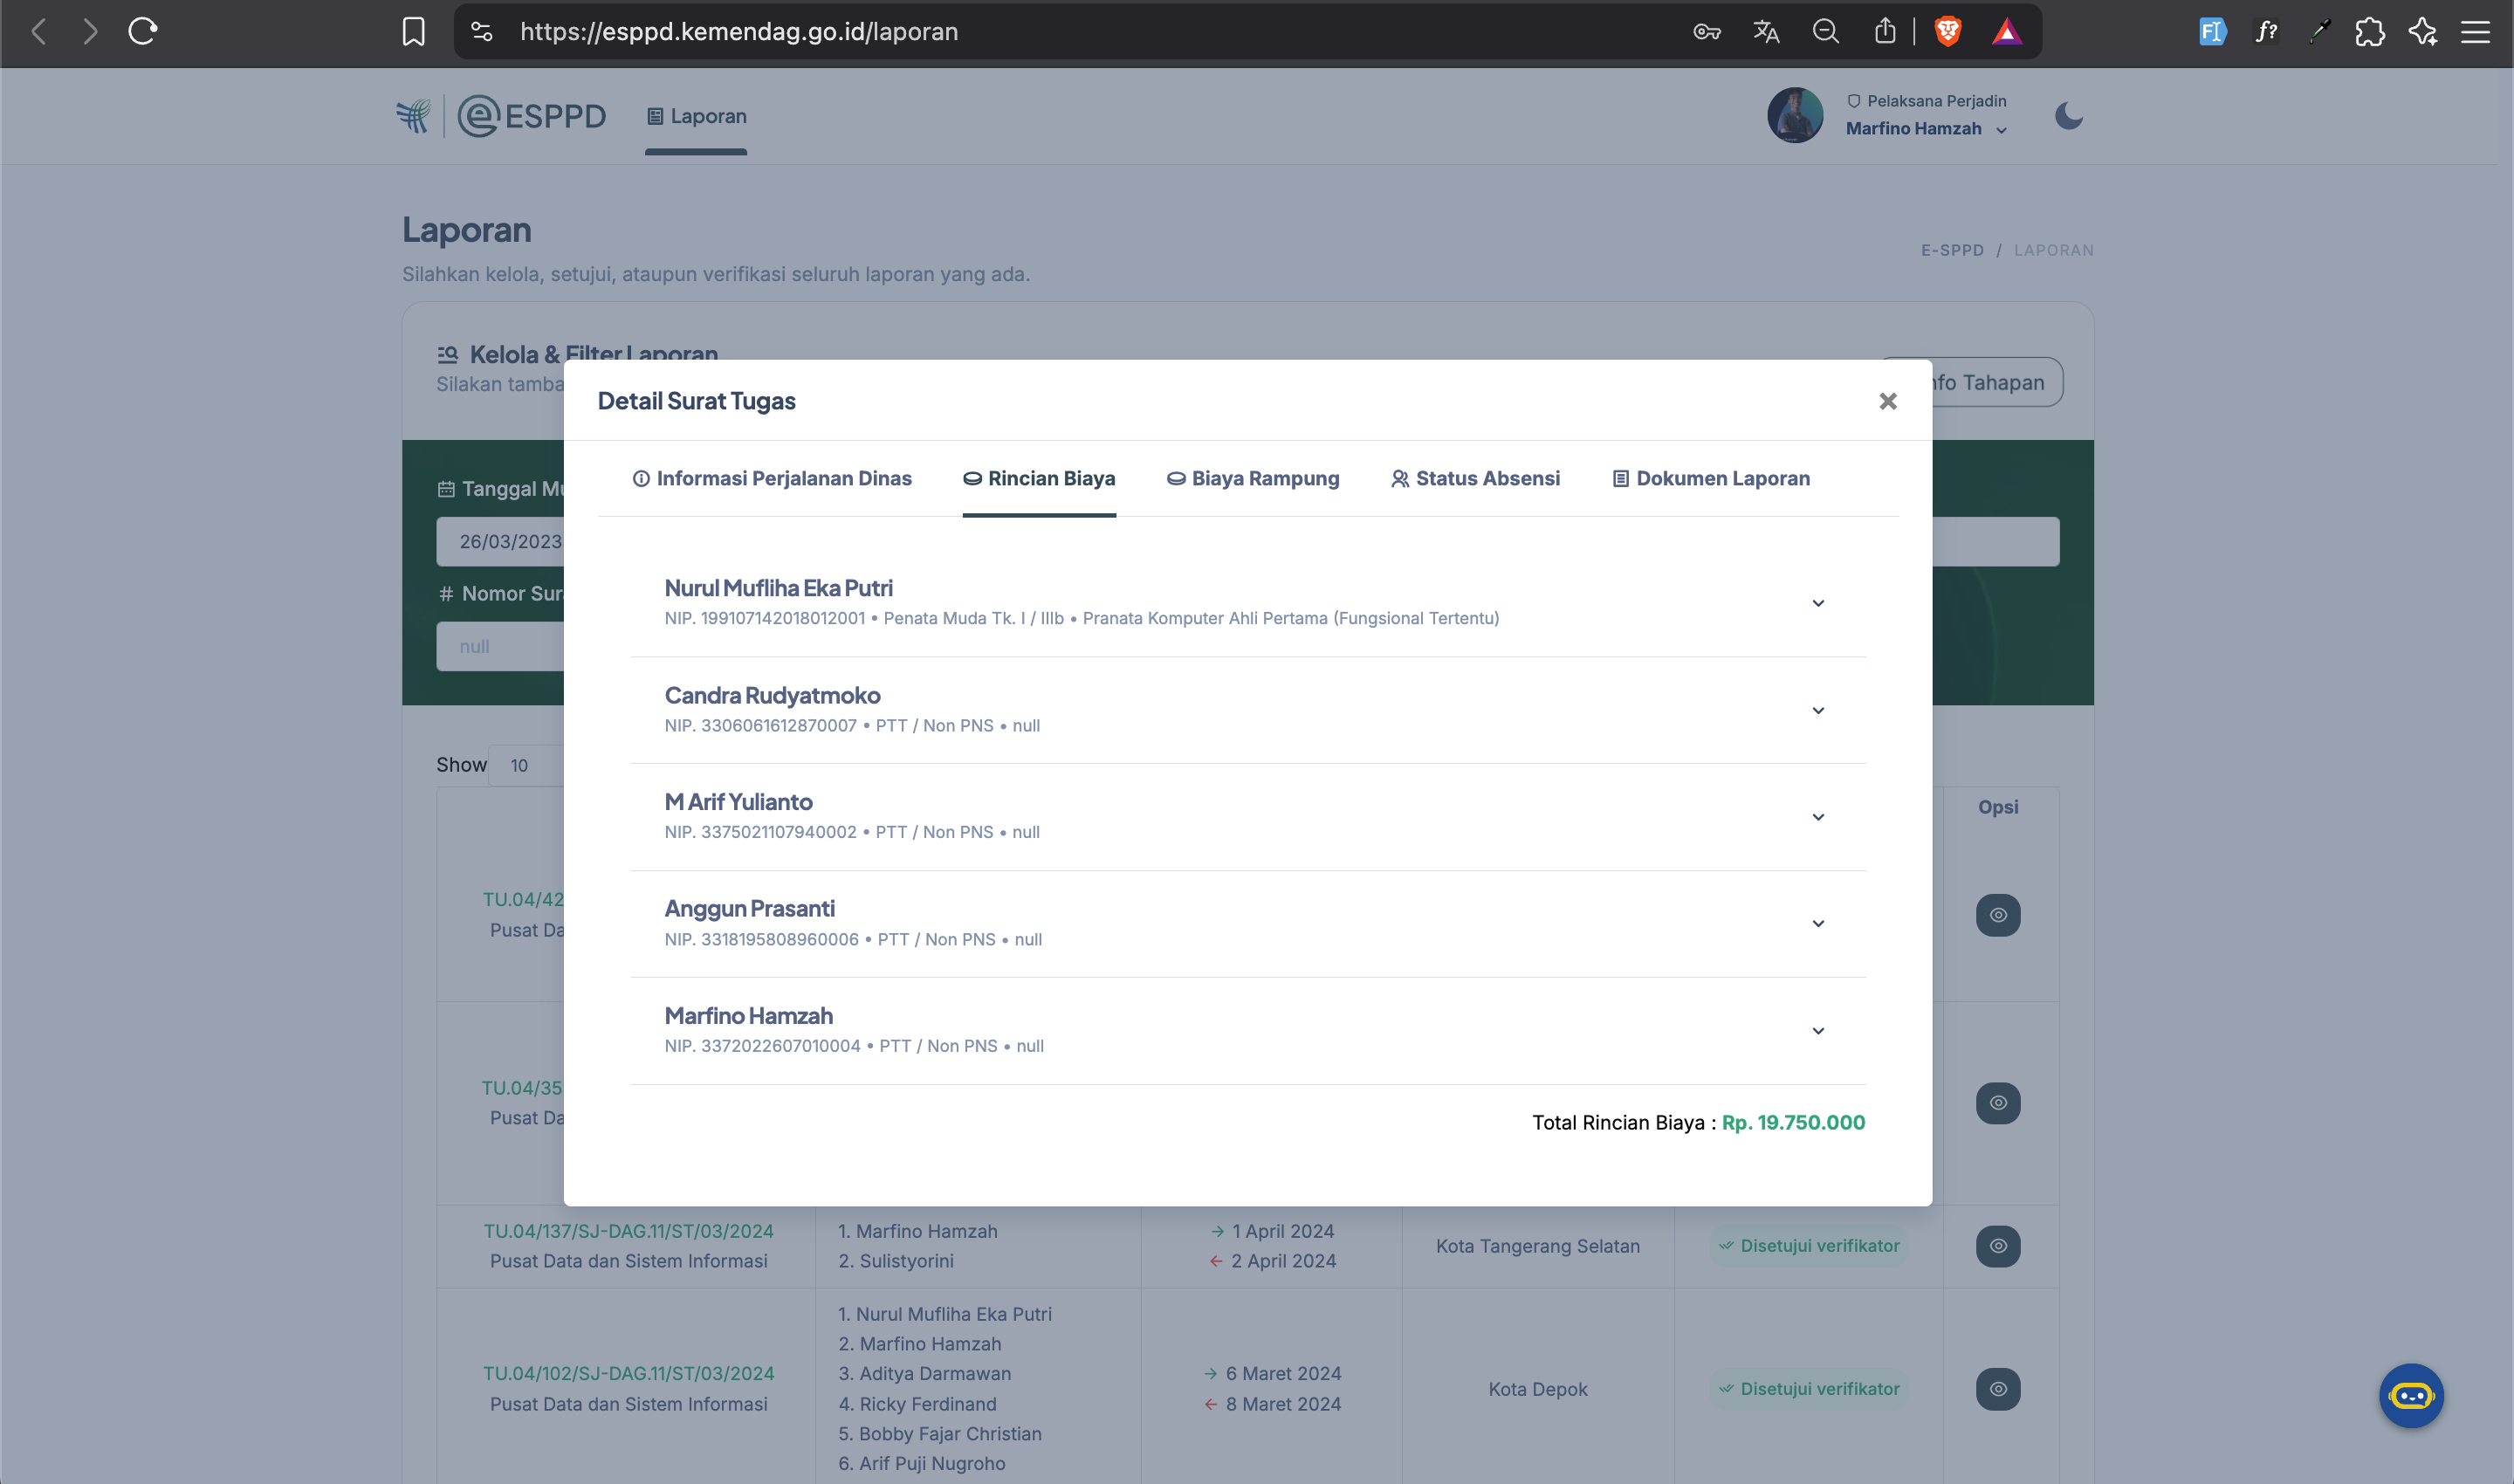 https://esppd.kemendag.go.id/laporan
ESPPD
Laporan
Pelaksana Perjadin
Marfino Hamzah
Laporan
Silahkan kelola, setujui, ataupun verifikasi seluruh laporan yang ada.
E-SPPD / LAPORAN
Kelola & Filter Laporan
Silakan tamba
nfo Tahapan
Detail Surat Tugas
Informasi Perjalanan Dinas
Rincian Biaya
Biaya Rampung
Status Absensi
Dokumen Laporan
Tanggal Mu
26/03/2023
# Nomor Sur
null
Nurul Mufliha Eka Putri
NIP. 199107142018012001 • Penata Muda Tk. I / IIIb • Pranata Komputer Ahli Pertama (Fungsional Tertentu)
Candra Rudyatmoko
NIP. 3306061612870007 • PTT / Non PNS • null
M Arif Yulianto
NIP. 3375021107940002 • PTT / Non PNS • null
Anggun Prasanti
NIP. 3318195808960006 • PTT / Non PNS • null
Marfino Hamzah
NIP. 3372022607010004 • PTT / Non PNS • null
Total Rincian Biaya : Rp. 19.750.000
Show 10
Opsi
TU.04/42
Pusat Da
TU.04/35
Pusat Da
TU.04/137/SJ-DAG.11/ST/03/2024
Pusat Data dan Sistem Informasi
1. Marfino Hamzah
2. Sulistyorini
→ 1 April 2024
← 2 April 2024
Kota Tangerang Selatan
Disetujui verifikator
TU.04/102/SJ-DAG.11/ST/03/2024
Pusat Data dan Sistem Informasi
1. Nurul Mufliha Eka Putri
2. Marfino Hamzah
3. Aditya Darmawan
4. Ricky Ferdinand
5. Bobby Fajar Christian
6. Arif Puji Nugroho
→ 6 Maret 2024
← 8 Maret 2024
Kota Depok
Disetujui verifikator